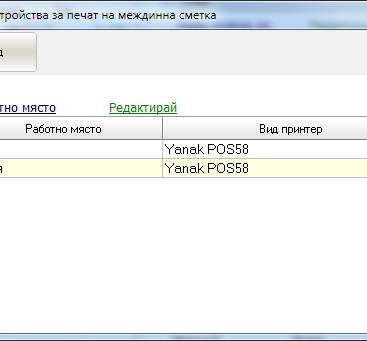 тройства за печат на междинна сметка
д
тно място Редактирай
Работно място Вид принтер
Yanak POS58
я Yanak POS58